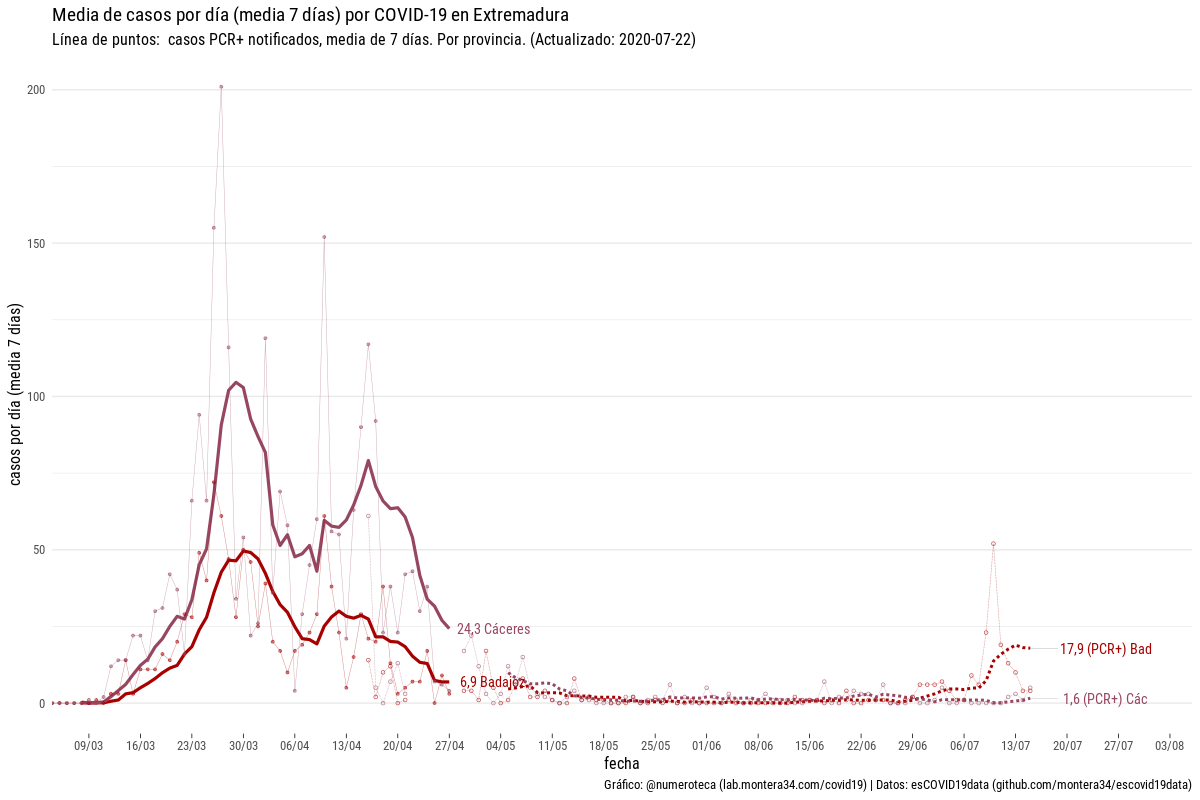 Media de casos por día (media 7 días) por COVID-19 en Extremadura
Línea de puntos:  casos PCR+ notificados, media de 7 días. Por provincia. (Actualizado: 2020-07-22)
casos por día (media 7 días)
200
150
100
50
0
24,3 Cáceres
6,9 Badajoz
17,9 (PCR+) Bad
1,6 (PCR+) Các
09/03 16/03 23/03 30/03 06/04 13/04 20/04 27/04 04/05 11/05 18/05 25/05 01/06 08/06 15/06 22/06 29/06 06/07 13/07 20/07 27/07 03/08
fecha
Gráfico: @numeroteca (lab.montera34.com/covid19) | Datos: esCOVID19data (github.com/montera34/escovid19data)